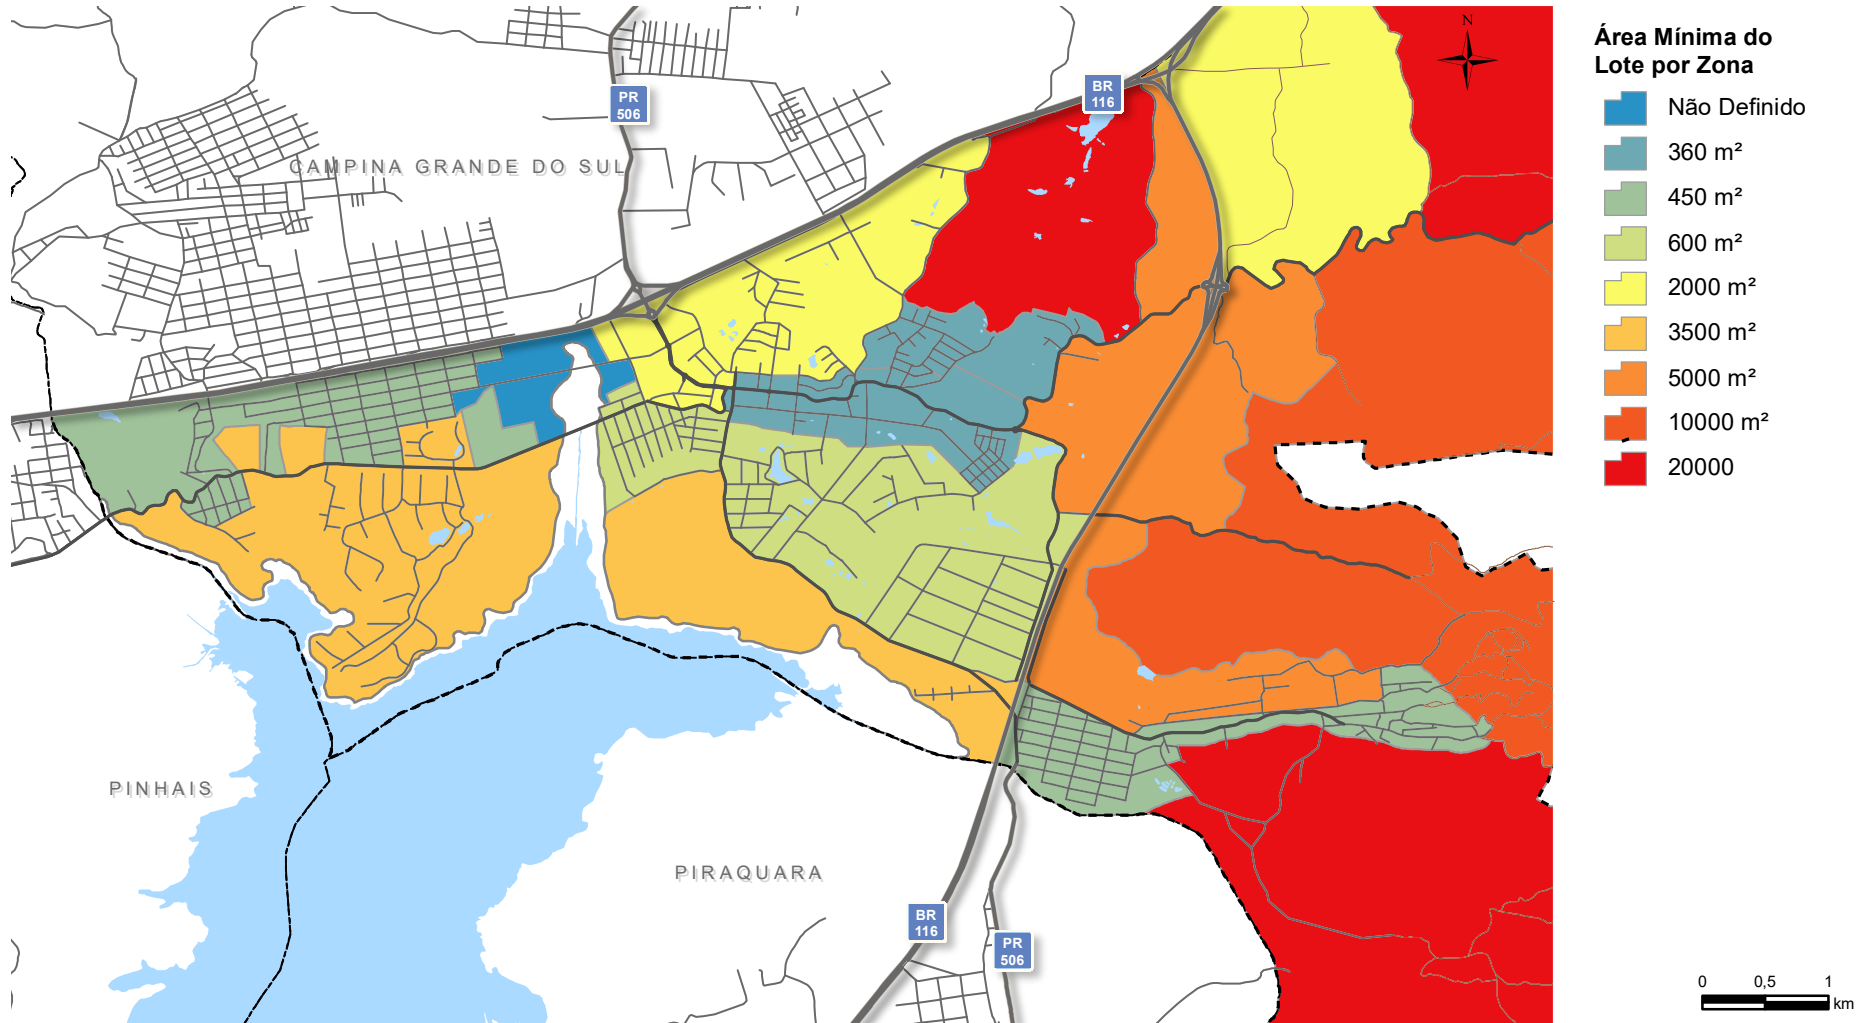 Área Mínima do
Lote por Zona
Não Definido
360 m²
450 m²
600 m²
2000 m²
3500 m²
5000 m²
10000 m²
20000
N
BR
116
PR
506
CAMPINA GRANDE DO SUL
PINHAIS
PIRAQUARA
BR
116
PR
506
0 0,5 1
km